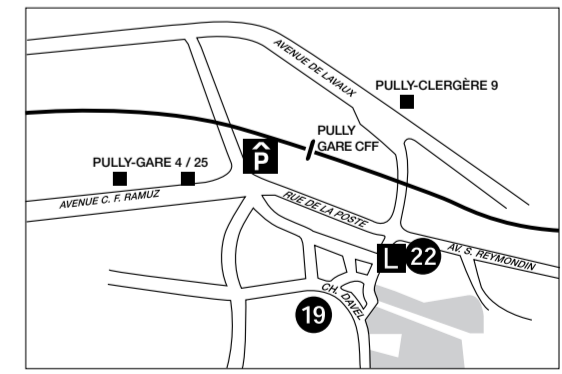 AVENUE DE LAVAUX
PULLY-CLERGÈRE 9
PULLY
GARE CFF
P
PULLY-GARE 4 / 25
AVENUE C. F. RAMUZ
RUE DE LA POSTE
L
22
AV. S. REYMONDIN
CH. DAVEL
19